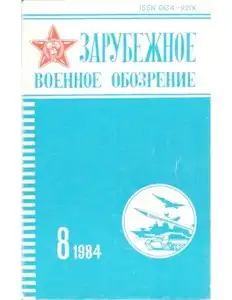 ISSN 0134-921X
ЗАРУБЕЖНОЕ
ВОЕННОЕ ОБОЗРЕНИЕ
8 1984